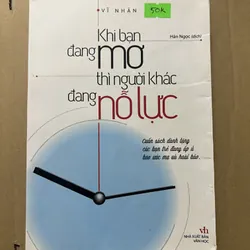 VĨ NHÂN
50K
Hàn Ngọc (dịch)
Khi bạn
đang mơ
thì người khác
đang nỗ lực
Cuốn sách dành tặng
các bạn trẻ đang ấp ủ
bao ước mơ và hoài bão.
vh
NHÀ XUẤT BẢN
VĂN HỌC